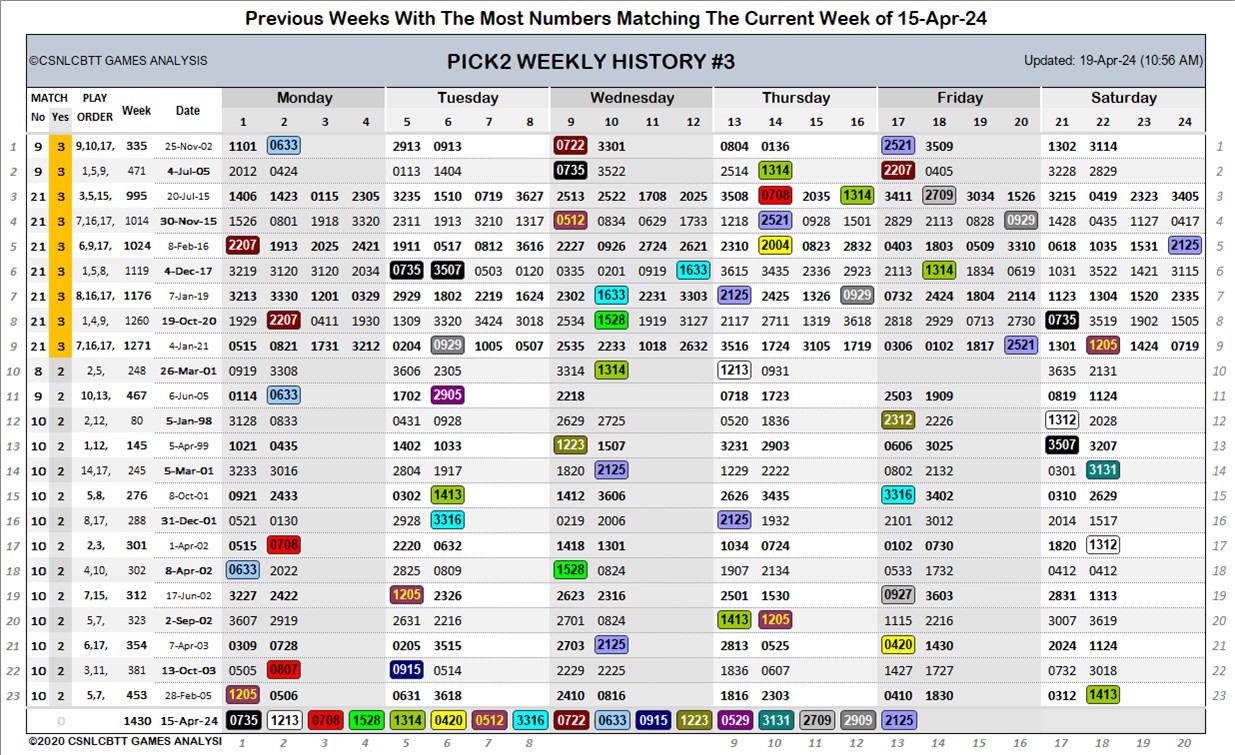 Previous Weeks With The Most Numbers Matching The Current Week of 15-Apr-24
©CSNLCBTT GAMES ANALYSIS PICK2 WEEKLY HISTORY #3 Updated: 19-Apr-24 (10:56 AM)
MATCH PLAY Week Date Monday Tuesday Wednesday Thursday Friday Saturday
No Yes ORDER 1 2 3 4 5 6 7 8 9 10 11 12 13 14 15 16 17 18 19 20 21 22 23 24
1 9 3 9,10,17, 335 25-Nov-02 1101 0633 2913 0913 0722 3301 0804 0136 2521 3509 1302 3114 1
2 9 3 1,5,9, 471 4-Jul-05 2012 0424 0113 1404 0735 3522 2514 1314 2207 0405 3228 2829 2
3 21 3 3,5,15, 995 20-Jul-15 1406 1423 0115 2305 3235 1510 0719 3627 2513 2522 1708 2025 3508 0708 2035 1314 3411 2709 3034 1526 3215 0419 2323 3405 3
4 21 3 7,16,17, 1014 30-Nov-15 1526 0801 1918 3320 2311 1913 3210 1317 0512 0834 0629 1733 1218 2521 0928 1501 2829 2113 0828 0929 1428 0435 1127 0417 4
5 21 3 6,9,17, 1024 8-Feb-16 2207 1913 2025 2421 1911 0517 0812 3616 2227 0926 2724 2621 2310 2004 0823 2832 0403 1803 0509 3310 0618 1035 1531 2125 5
6 21 3 1,5,8, 1119 4-Dec-17 3219 3120 3120 2034 0735 3507 0503 0120 0335 0201 0919 1633 3615 3435 2336 2923 2113 1314 1834 0619 1031 3522 1421 3115 6
7 21 3 8,16,17, 1176 7-Jan-19 3213 3330 1201 0329 2929 1802 2219 1624 2302 1633 2231 3303 2125 2425 1326 0929 0732 2424 1804 2114 1123 1304 1520 2335 7
8 21 3 1,4,9, 1260 19-Oct-20 1929 2207 0411 1930 1309 3320 3424 3018 2534 1528 1919 3127 2117 2711 1319 3618 2818 2929 0713 2730 0735 3519 1902 1505 8
9 21 3 7,16,17, 1271 4-Jan-21 0515 0821 1731 3212 0204 0929 1005 0507 2535 2233 1018 2632 3516 1724 3105 1719 0306 0102 1817 2521 1301 1205 1424 0719 9
10 8 2 2,5, 248 26-Mar-01 0919 3308 3606 2305 3314 1314 1213 0931 3635 2131 10
11 9 2 10,13, 467 6-Jun-05 0114 0633 1702 2905 2218 0718 1723 2503 1909 0819 1124 11
12 10 2 2,12, 80 5-Jan-98 3128 0833 0431 0928 2629 2725 0520 1836 2312 2226 1312 2028 12
13 10 2 1,12, 145 5-Apr-99 1021 0435 1402 1033 1223 1507 3231 2903 0606 3025 3507 3207 13
14 10 2 14,17, 245 5-Mar-01 3233 3016 2804 1917 1820 2125 1229 2222 0802 2132 0301 3131 14
15 10 2 5,8, 276 8-Oct-01 0921 2433 0302 1413 1412 3606 2626 3435 3316 3402 0310 2629 15
16 10 2 8,17, 288 31-Dec-01 0521 0130 2928 3316 0219 2006 2125 1932 2101 3012 2014 1517 16
17 10 2 2,3, 301 1-Apr-02 0515 0708 2220 0632 1418 1301 1034 0724 0102 0730 1820 1312 17
18 10 2 4,10, 302 8-Apr-02 0633 2022 2825 0809 1528 0824 1907 2134 0533 1732 0412 0412 18
19 10 2 7,15, 312 17-Jun-02 3227 2422 1205 2326 2623 2316 2501 1530 0927 3603 2831 1313 19
20 10 2 5,7, 323 2-Sep-02 3607 2919 2631 2216 2701 0824 1413 1205 1115 2216 3007 3619 20
21 10 2 6,17, 354 7-Apr-03 0309 0728 0205 3515 2703 2125 2813 0525 0420 1430 2024 1124 21
22 10 2 3,11, 381 13-Oct-03 0505 0807 0915 0514 2229 2225 1836 0607 1427 1727 0732 3018 22
23 10 2 5,7, 453 28-Feb-05 1205 0506 0631 3618 2410 0816 1816 2303 0410 1830 0312 1413 23
0 1430 15-Apr-24 0735 1213 0708 1528 1314 0420 0512 3316 0722 0633 0915 1223 0529 3131 2709 2909 2125
©2020 CSNLCBTT GAMES ANALYSI 1 2 3 4 5 6 7 8 9 10 11 12 13 14 15 16 17 18 19 20